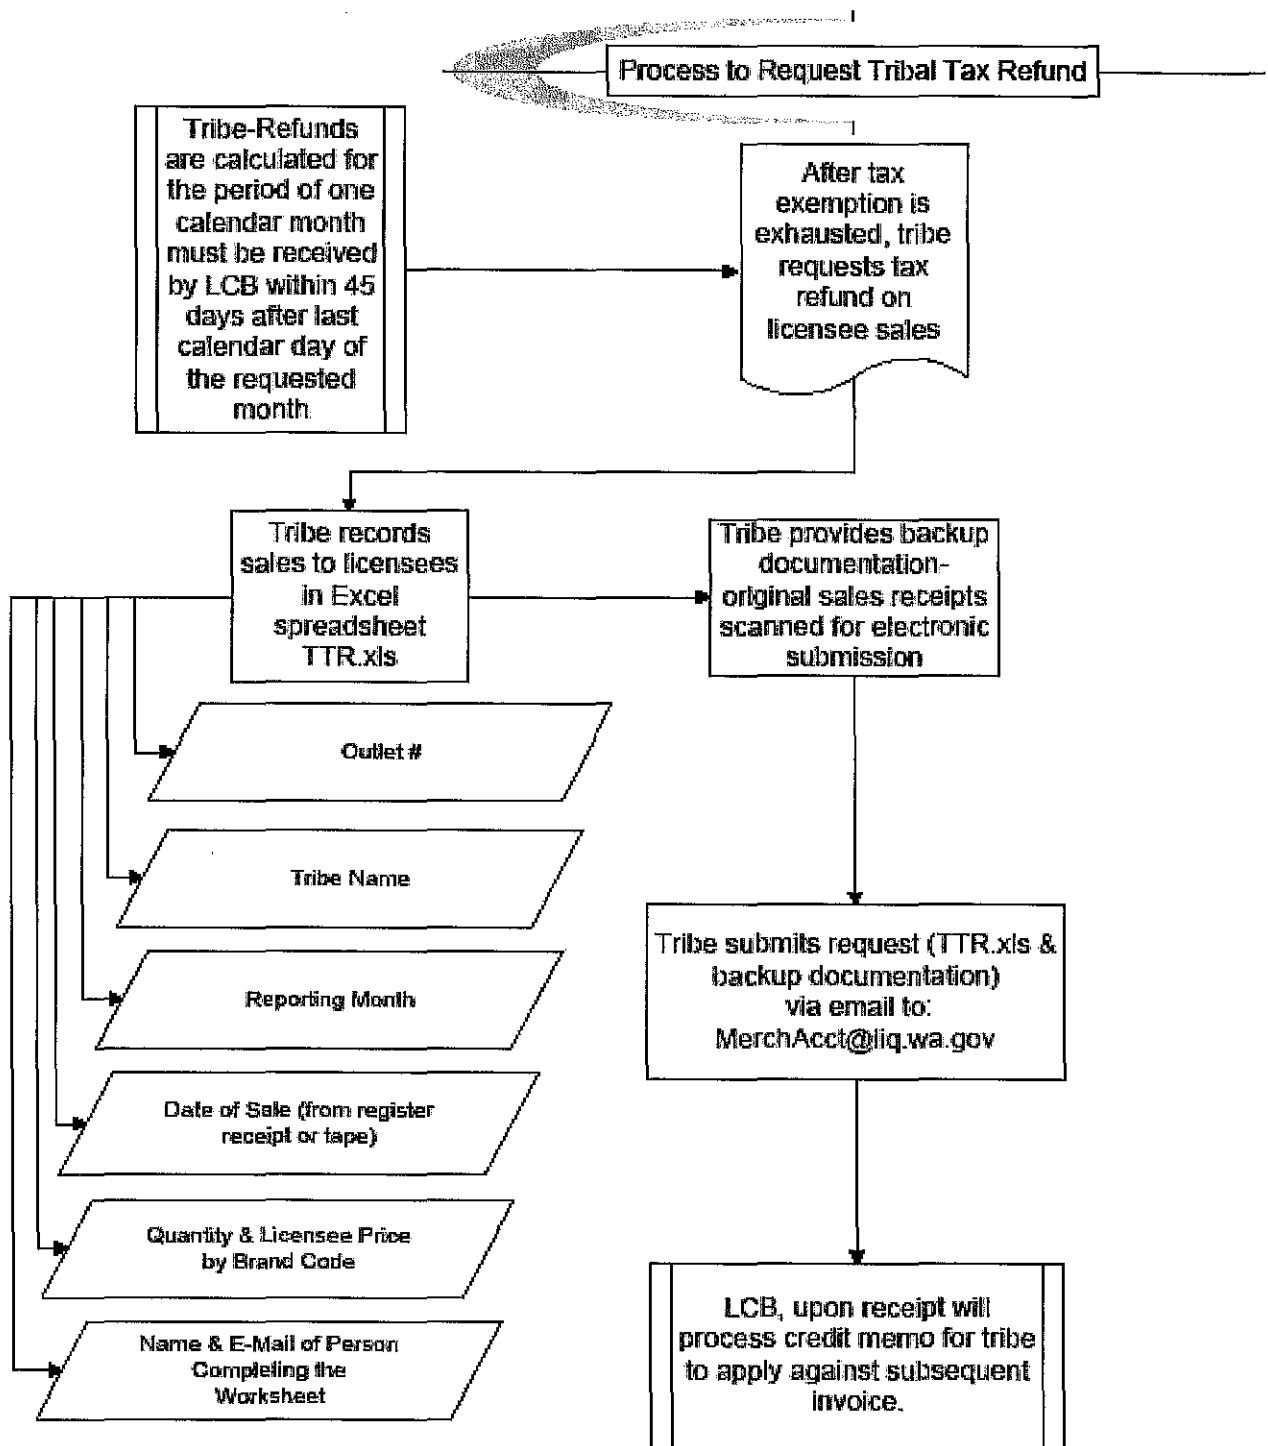 Process to Request Tribal Tax Refund
Tribe-Refunds
are calculated for
the period of one
calendar month
must be received
by LCB within 45
days after last
calendar day of
the requested
month
After tax
exemption is
exhausted, tribe
requests tax
refund on
licensee sales
Tribe records
sales to licensees
in Excel
spreadsheet
TTR.xls
Tribe provides backup
documentation-
original sales receipts
scanned for electronic
submission
Outlet #
Tribe Name
Reporting Month
Date of Sale (from register
receipt or tape)
Quantity & Licensee Price
by Brand Code
Name & E-Mail of Person
Completing the
Worksheet
Tribe submits request (TTR.xls &
backup documentation)
via email to:
MerchAcct@liq.wa.gov
LCB, upon receipt will
process credit memo for tribe
to apply against subsequent
invoice.